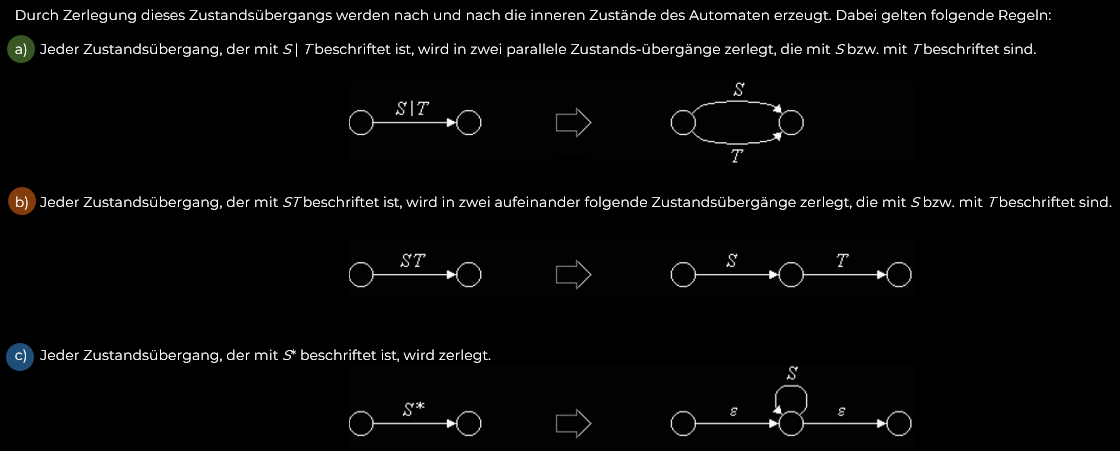 Durch Zerlegung dieses Zustandsübergangs werden nach und nach die inneren Zustände des Automaten erzeugt. Dabei gelten folgende Regeln:
a) Jeder Zustandsübergang, der mit S | T beschriftet ist, wird in zwei parallele Zustands-übergänge zerlegt, die mit S bzw. mit T beschriftet sind.
S
S|T
T
b) Jeder Zustandsübergang, der mit ST beschriftet ist, wird in zwei aufeinander folgende Zustandsübergänge zerlegt, die mit S bzw. mit T beschriftet sind.
ST S T
c) Jeder Zustandsübergang, der mit S* beschriftet ist, wird zerlegt.
S
S* ε ε